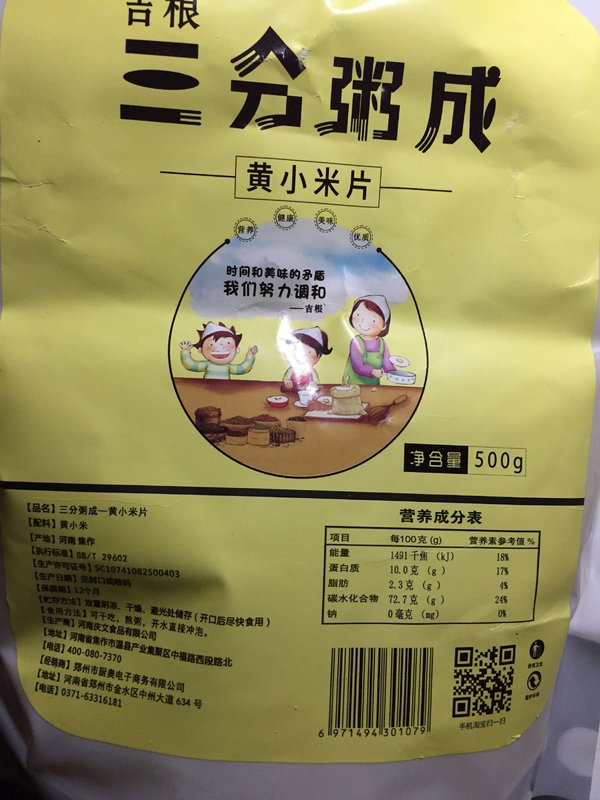 吉根
三分粥成
黄小米片
营养 健康 美味 优质
时间和美味的矛盾
我们努力调和
——吉根
净含量 500g
【品名】三分粥成—黄小米片
【配料】黄小米
【产地】河南 焦作
【执行标准】GB/T 29602
【生产许可证号】SC10741082500403
【生产日期】见封口或喷码
【保质期】12个月
【贮存方法】放置阴凉、干燥、避光处储存（开口后尽快食用）
【食用方法】可干吃，熬粥，开水直接冲泡。
【生产商】河南庆文食品有限公司
【地址】河南省焦作市温县产业集聚区中福路西段路北
【电话】400-080-7370
【经销商】郑州市厨奥电子商务有限公司
【地址】河南省郑州市金水区中州大道 634 号
【电话】0371-63316181
营养成分表
项目 每100克(g) 营养素参考值%
能量 1491千焦 (kJ) 18%
蛋白质 10.0克 (g) 17%
脂肪 2.3克 (g) 4%
碳水化合物 72.7克 (g) 24%
钠 0毫克 (mg) 0%
6 971494 301079
手机淘宝扫一扫